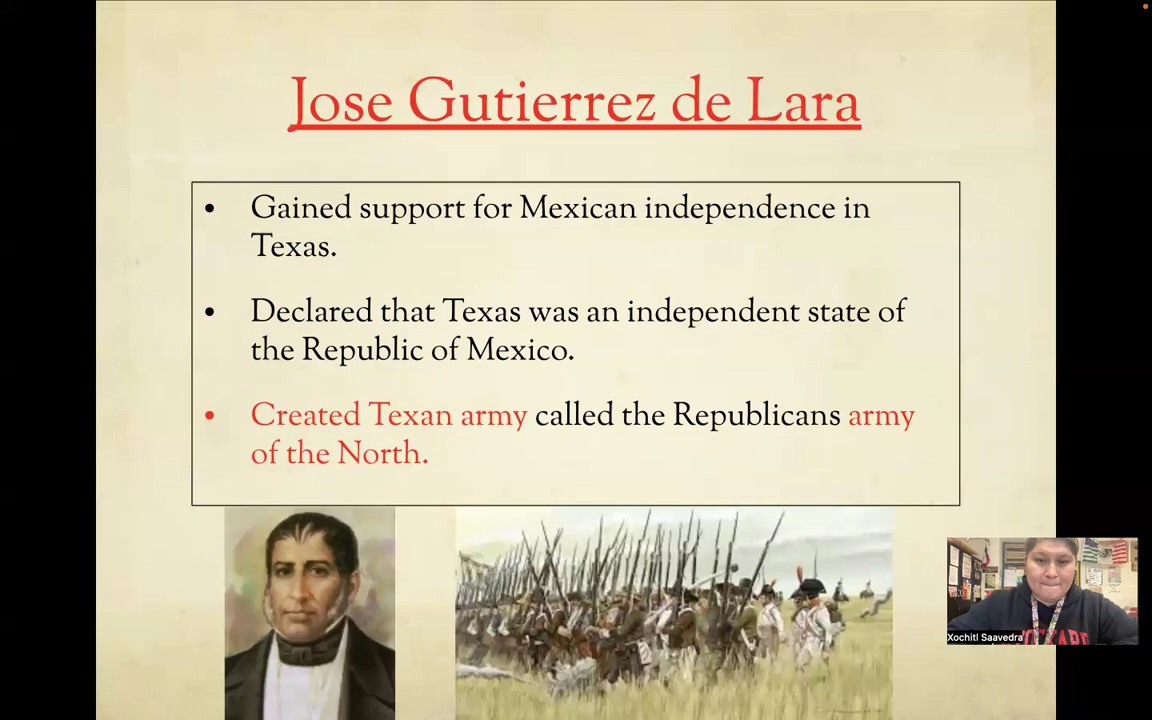 Jose Gutierrez de Lara
• Gained support for Mexican independence in
Texas.
• Declared that Texas was an independent state of
the Republic of Mexico.
• Created Texan army called the Republicans army
of the North.
Xochitl Saavedra